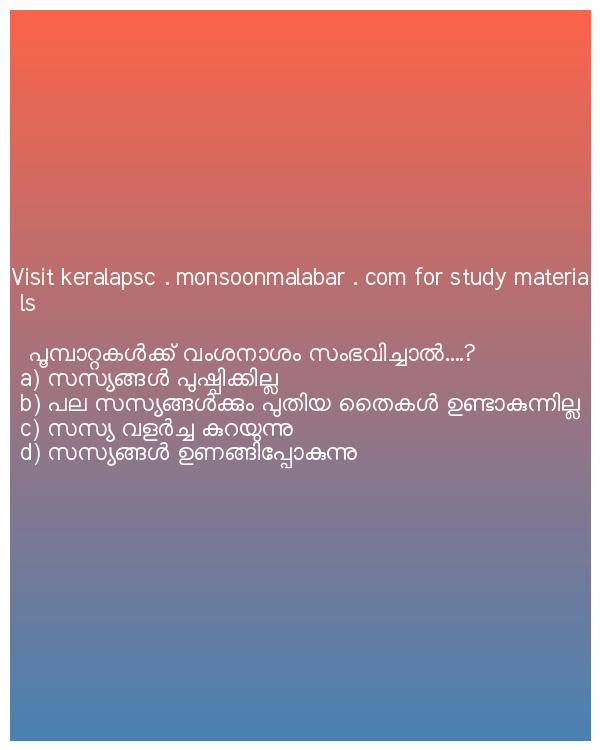 Visit keralapsc . monsoonmalabar . com for study materia
ls
പൂമ്പാറ്റകൾക്ക് വംശനാശം സംഭവിച്ചാൽ....?
a) സസ്യങ്ങൾ പുഷ്പിക്കില്ല
b) പല സസ്യങ്ങൾക്കും പുതിയ തൈകൾ ഉണ്ടാകുന്നില്ല
c) സസ്യ വളർച്ച കുറയുന്നു
d) സസ്യങ്ങൾ ഉണങ്ങിപ്പോകുന്നു